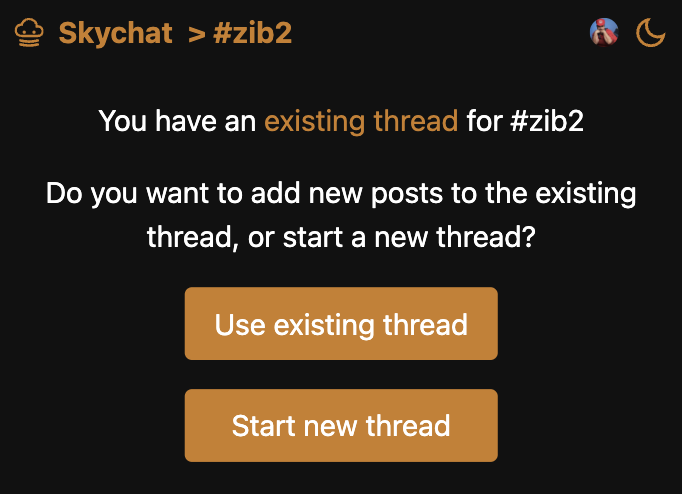 Skychat > #zib2
You have an existing thread for #zib2
Do you want to add new posts to the existing
thread, or start a new thread?
Use existing thread
Start new thread